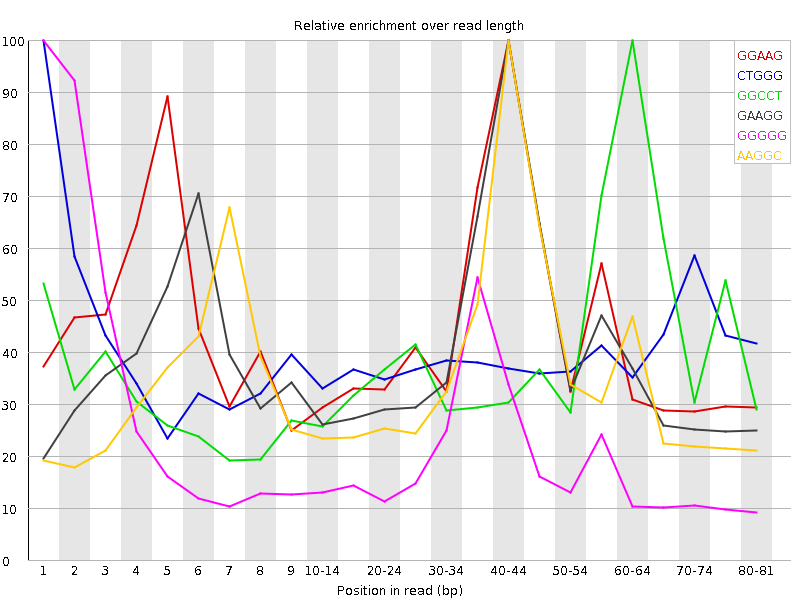 Relative enrichment over read length
100
90
80
70
60
50
40
30
20
10
0
GGAAG
CTGGG
GGCCT
GAAGG
GGGGG
AAGGC
1 2 3 4 5 6 7 8 9 10-14 20-24 30-34 40-44 50-54 60-64 70-74 80-81
Position in read (bp)